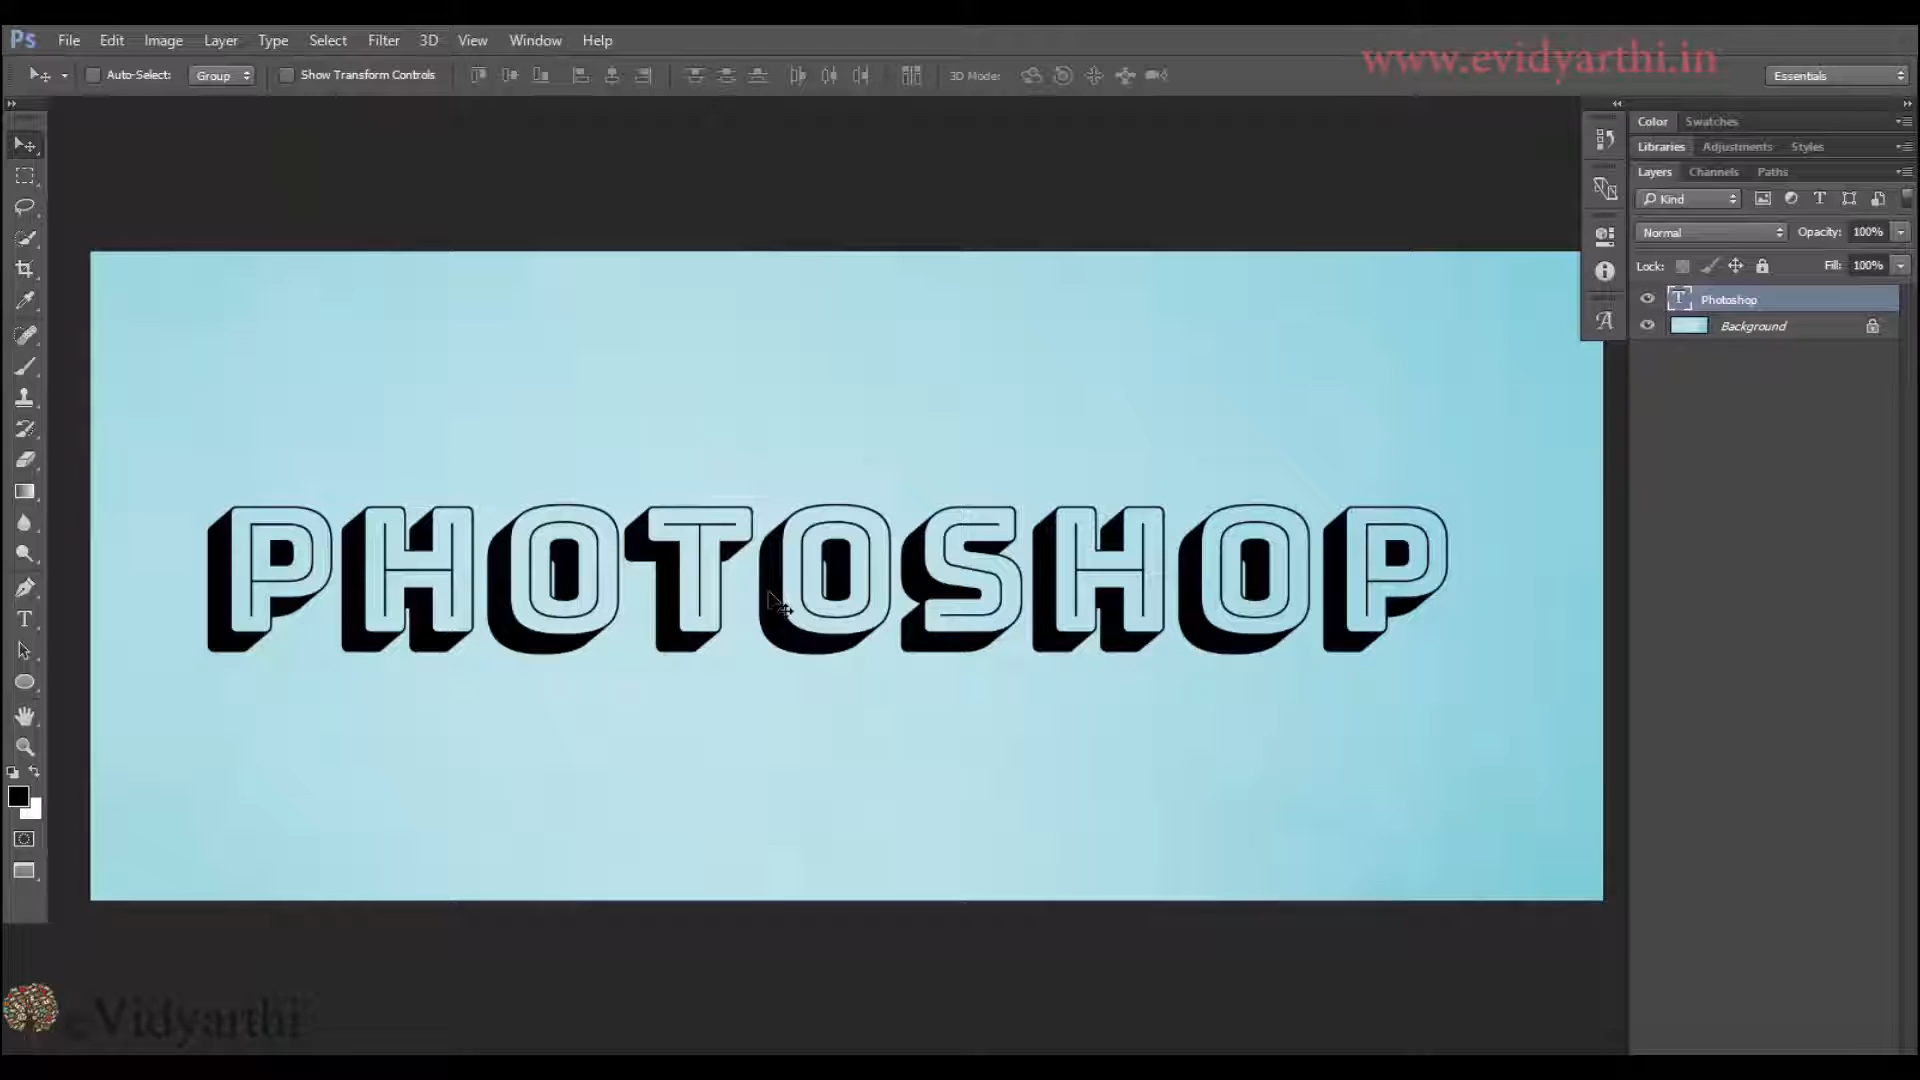 Ps File Edit Image Layer Type Select Filter 3D View Window Help
www.evidyarthi.in
Auto-Select: Group Show Transform Controls 3D Mode: Essentials
Color Swatches
Libraries Adjustments Styles
Layers Channels Paths
Kind
Normal Opacity: 100%
Lock: Fill: 100%
Photoshop
Background
PHOTOSHOP
eVidyarthi